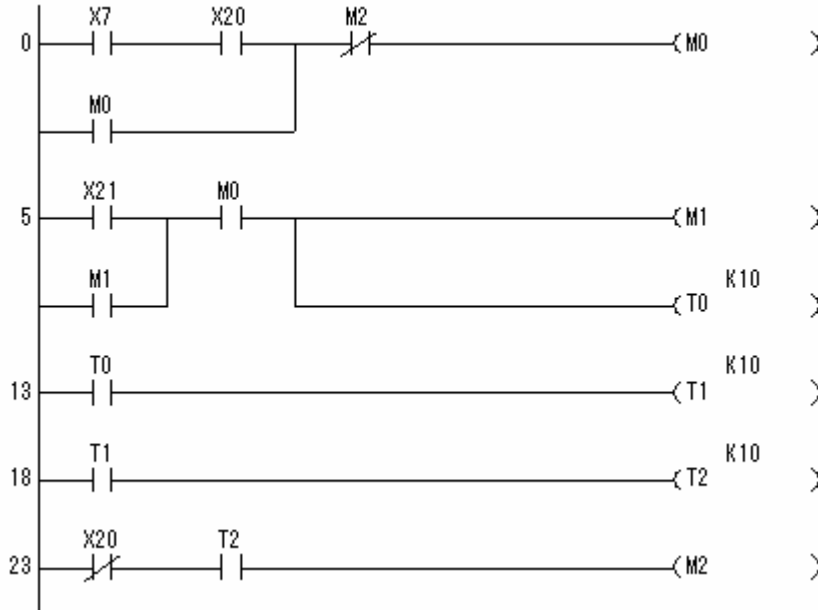 X7 X20 M2
0 (M0 )
M0
X21 M0
5 (M1 )
M1 K10
(T0 )
T0 K10
13 (T1 )
T1 K10
18 (T2 )
X20 T2
23 (M2 )